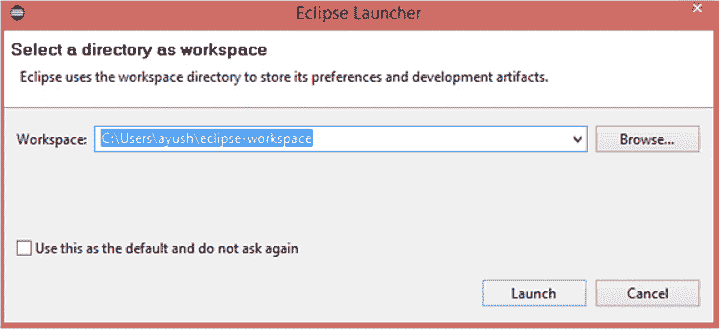 Eclipse Launcher
Select a directory as workspace
Eclipse uses the workspace directory to store its preferences and development artifacts.
Workspace: C:\Users\ayush\eclipse-workspace Browse...
Use this as the default and do not ask again
Launch Cancel